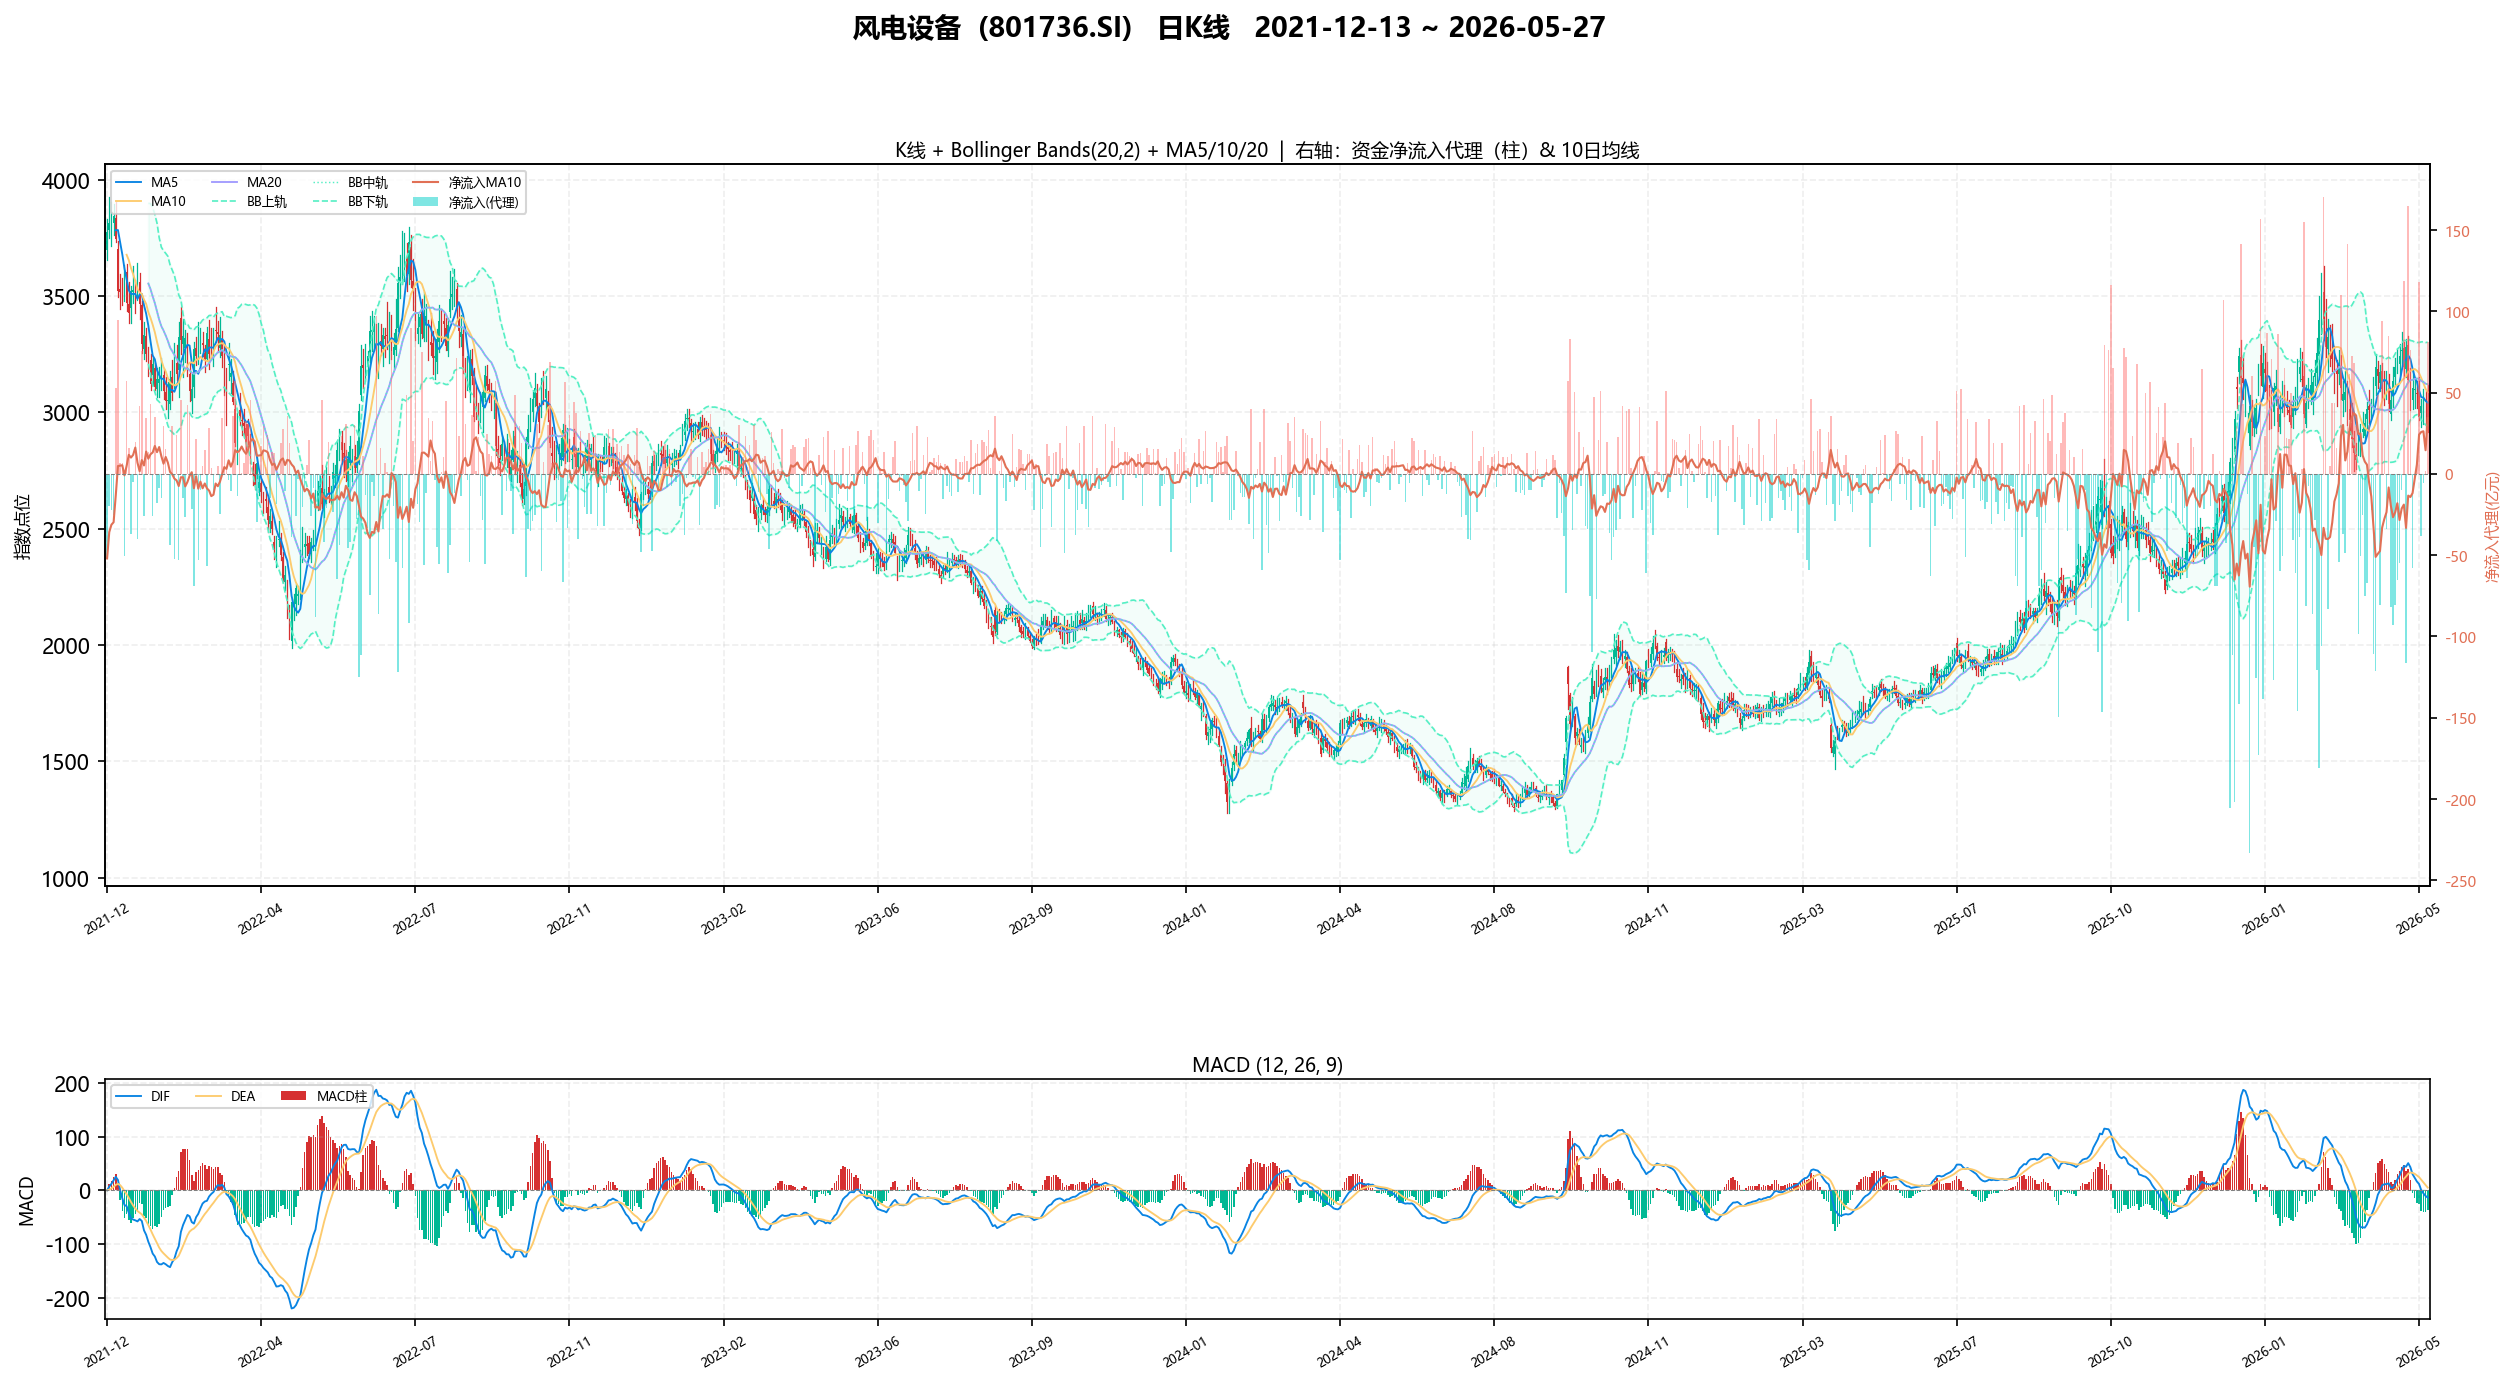 风电设备 (801736.SI) 日K线 2021-12-13 ~ 2026-05-27
K线 + Bollinger Bands(20,2) + MA5/10/20 | 右轴: 资金净流入代理 (柱) & 10日均线
MA5 MA20 BB中轨 净流入MA10
MA10 BB上轨 BB下轨 净流入(代理)
4000
3500
3000
2500
2000
1500
1000
指数点位
150
100
50
0
-50
-100
-150
-200
-250
净流入代理(亿元)
2021-12 2022-04 2022-07 2022-11 2023-02 2023-06 2023-09 2024-01 2024-04 2024-08 2024-11 2025-03 2025-07 2025-10 2026-01 2026-05
MACD (12, 26, 9)
DIF DEA MACD柱
200
100
0
-100
-200
MACD
2021-12 2022-04 2022-07 2022-11 2023-02 2023-06 2023-09 2024-01 2024-04 2024-08 2024-11 2025-03 2025-07 2025-10 2026-01 2026-05